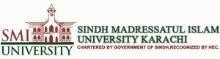 SMI
UNIVERSITY
SINDH MADRESSATUL ISLAM
UNIVERSITY KARACHI
CHARTERED BY GOVERNMENT OF SINDH,RECOGNIZED BY HEC.